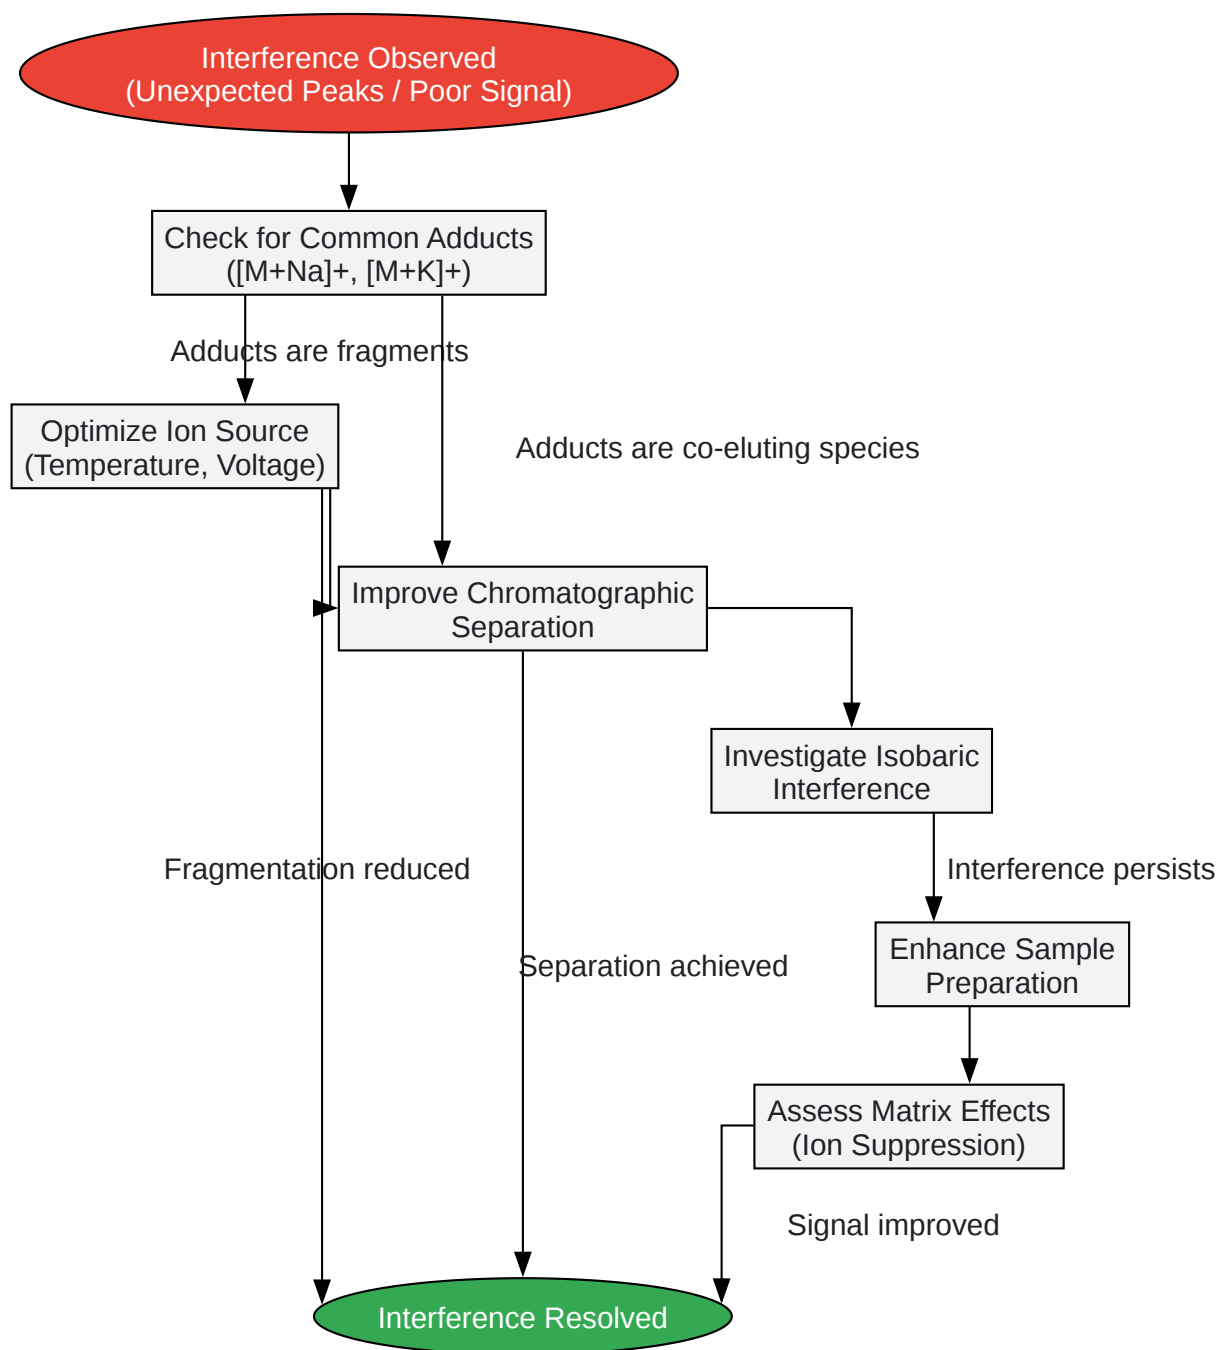 Interference Observed
(Unexpected Peaks / Poor Signal)
Check for Common Adducts
([M+Na]+, [M+K]+)
Adducts are fragments
Optimize Ion Source
(Temperature, Voltage)
Adducts are co-eluting species
Improve Chromatographic
Separation
Investigate Isobaric
Interference
Fragmentation reduced
Interference persists
Enhance Sample
Preparation
Separation achieved
Assess Matrix Effects
(Ion Suppression)
Signal improved
Interference Resolved